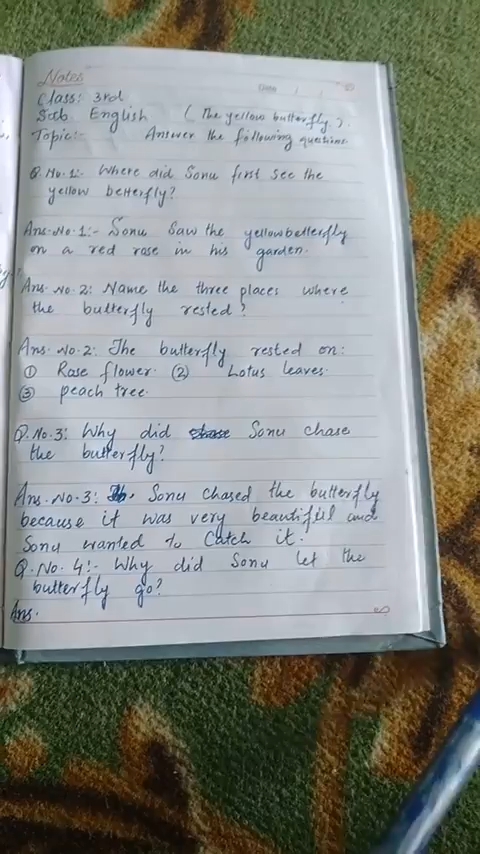 Notes
Date / /
Class: 3rd
Sub. English (The yellow butterfly).
Topic:- Answer the following questions.
Q.No.1:- Where did Sonu first see the
yellow betterfly?
Ans.No.1:- Sonu Saw the yellowbetterfly
on a red rose in his garden.
Ans.No.2: Name the three places where
the butterfly rested?
Ans.No.2: The butterfly rested on:
① Rose flower. ② Lotus leaves.
③ peach tree.
Q.No.3: Why did Sonu chase
the butterfly?
Ans.No.3: Sonu chased the butterfly
because it was very beautiful and
Sonu wanted to Catch it.
Q.No.4:- Why did Sonu let the
butterfly go?
Ans.